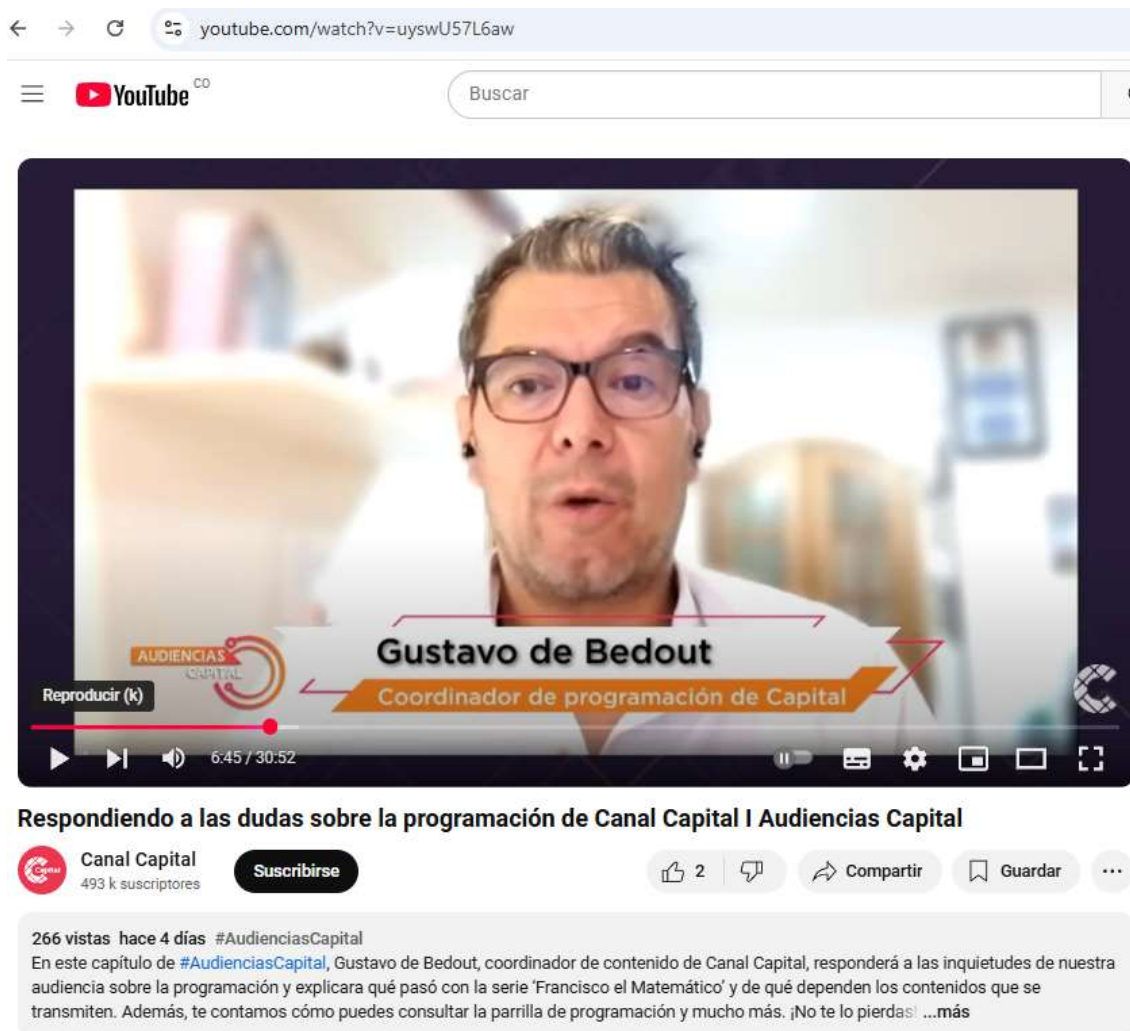 youtube.com/watch?v=uyswU57L6aw
YouTube CO
Buscar
AUDIENCIAS
CAPITAL
Gustavo de Bedout
Coordinador de programación de Capital
Reproducir (k)
6:45 / 30:52
Respondiendo a las dudas sobre la programación de Canal Capital I Audiencias Capital
Capital
Canal Capital
493 k suscriptores
Suscribirse
2
Compartir
Guardar
...
266 vistas hace 4 días #AudienciasCapital
En este capítulo de #AudienciasCapital, Gustavo de Bedout, coordinador de contenido de Canal Capital, responderá a las inquietudes de nuestra
audiencia sobre la programación y explicara qué pasó con la serie 'Francisco el Matemático' y de qué dependen los contenidos que se
transmiten. Además, te contamos cómo puedes consultar la parrilla de programación y mucho más. ¡No te lo pierdas! ...más